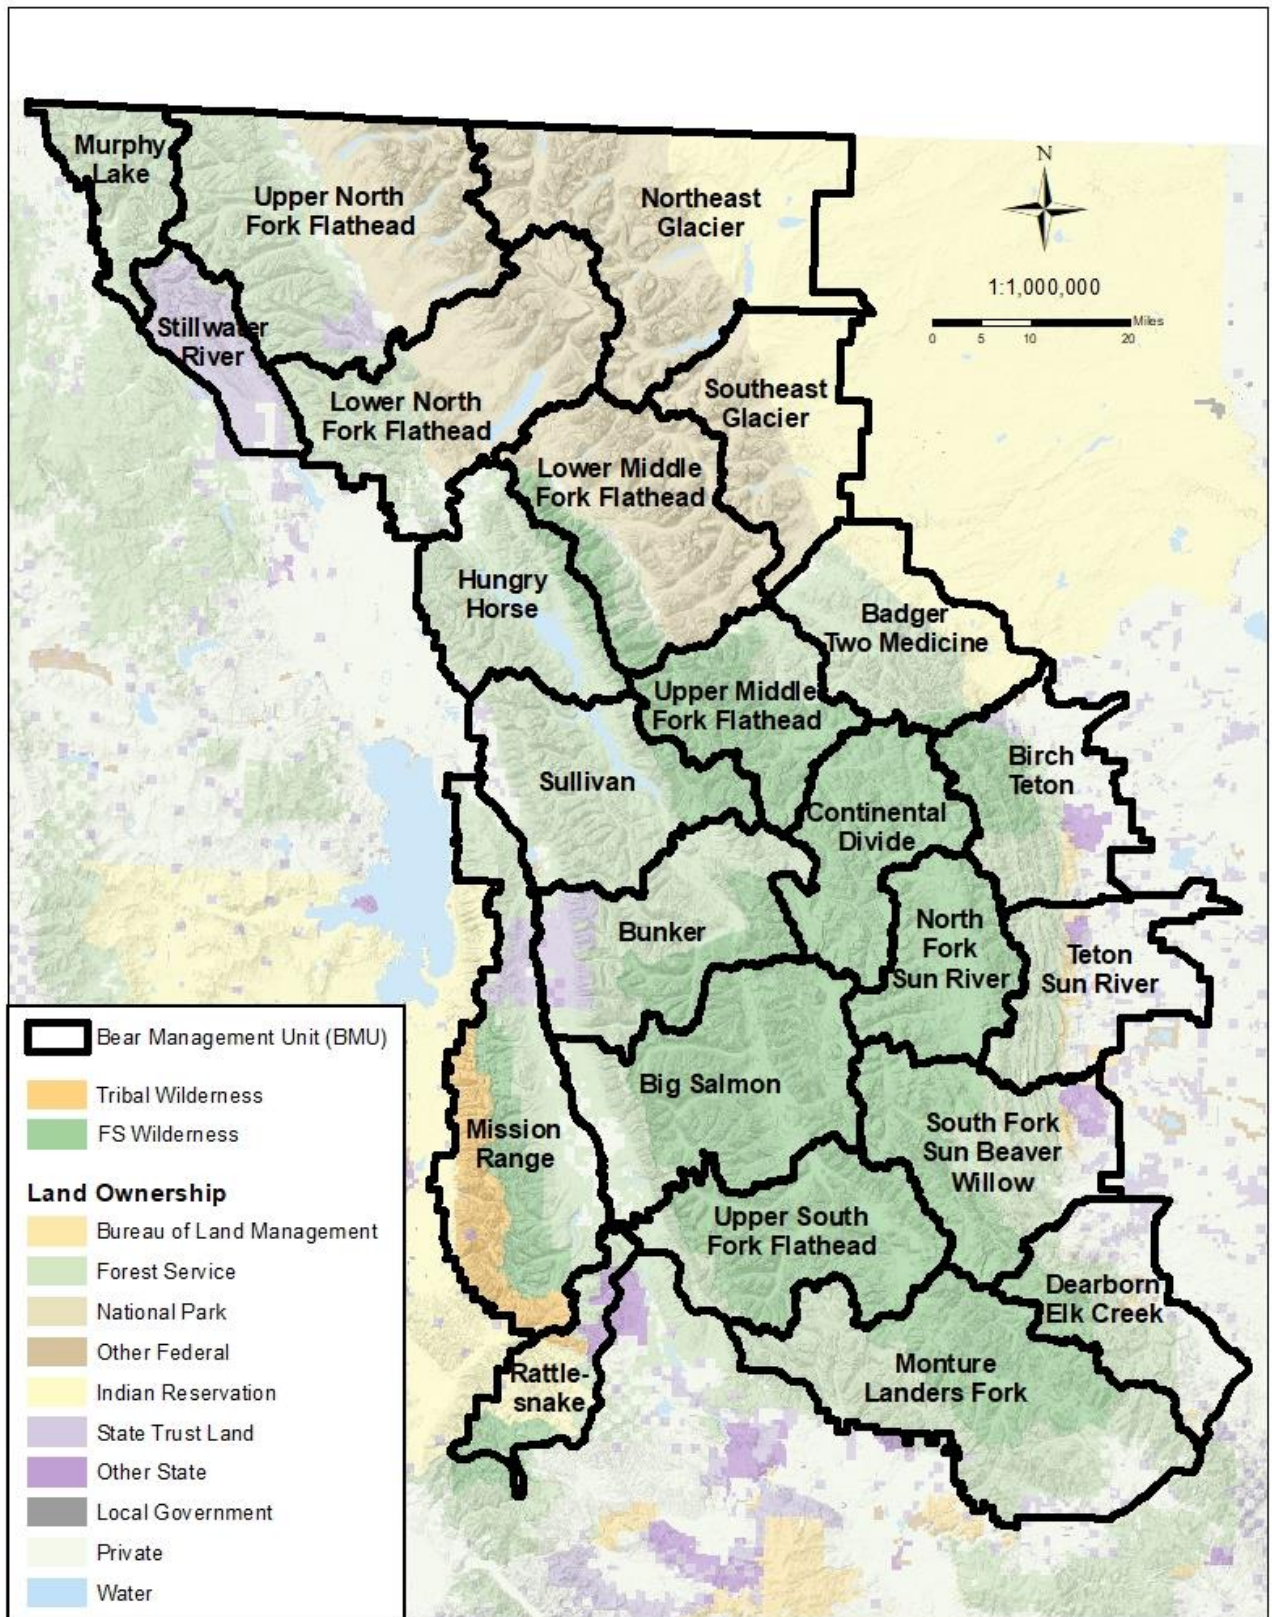 Murphy
Lake
Upper North
Fork Flathead
Northeast
Glacier
N
1:1,000,000
Miles
0 5 10 20
Stillwater
River
Lower North
Fork Flathead
Southeast
Glacier
Lower Middle
Fork Flathead
Hungry
Horse
Badger
Two Medicine
Upper Middle
Fork Flathead
Sullivan
Birch
Teton
Continental
Divide
Bunker
North
Fork
Sun River
Teton
Sun River
Big Salmon
Mission
Range
South Fork
Sun Beaver
Willow
Upper South
Fork Flathead
Dearborn
Elk Creek
Monture
Landers Fork
Rattle-
snake
Bear Management Unit (BMU)
Tribal Wilderness
FS Wilderness
Land Ownership
Bureau of Land Management
Forest Service
National Park
Other Federal
Indian Reservation
State Trust Land
Other State
Local Government
Private
Water